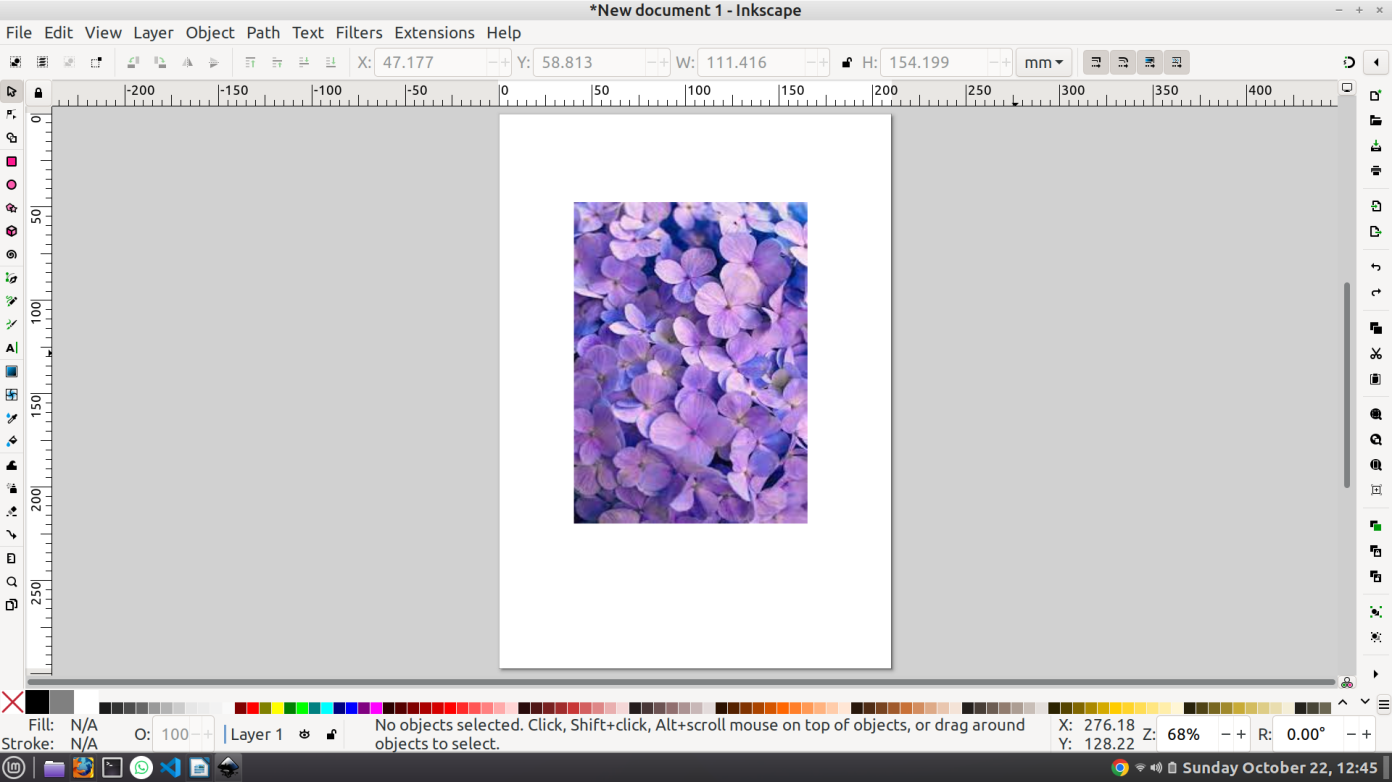 *New document 1 - Inkscape
File Edit View Layer Object Path Text Filters Extensions Help
X: 47.177 Y: 58.813 W: 111.416 H: 154.199 mm
-200 -150 -100 -50 0 50 100 150 200 250 300 350 400
0
50
100
150
200
250
A
Fill: N/A
Stroke: N/A
O: 100
Layer 1
No objects selected. Click, Shift+click, Alt+scroll mouse on top of objects, or drag around
objects to select.
X: 276.18
Y: 128.22
Z: 68%
R: 0.00°
Sunday October 22, 12:45